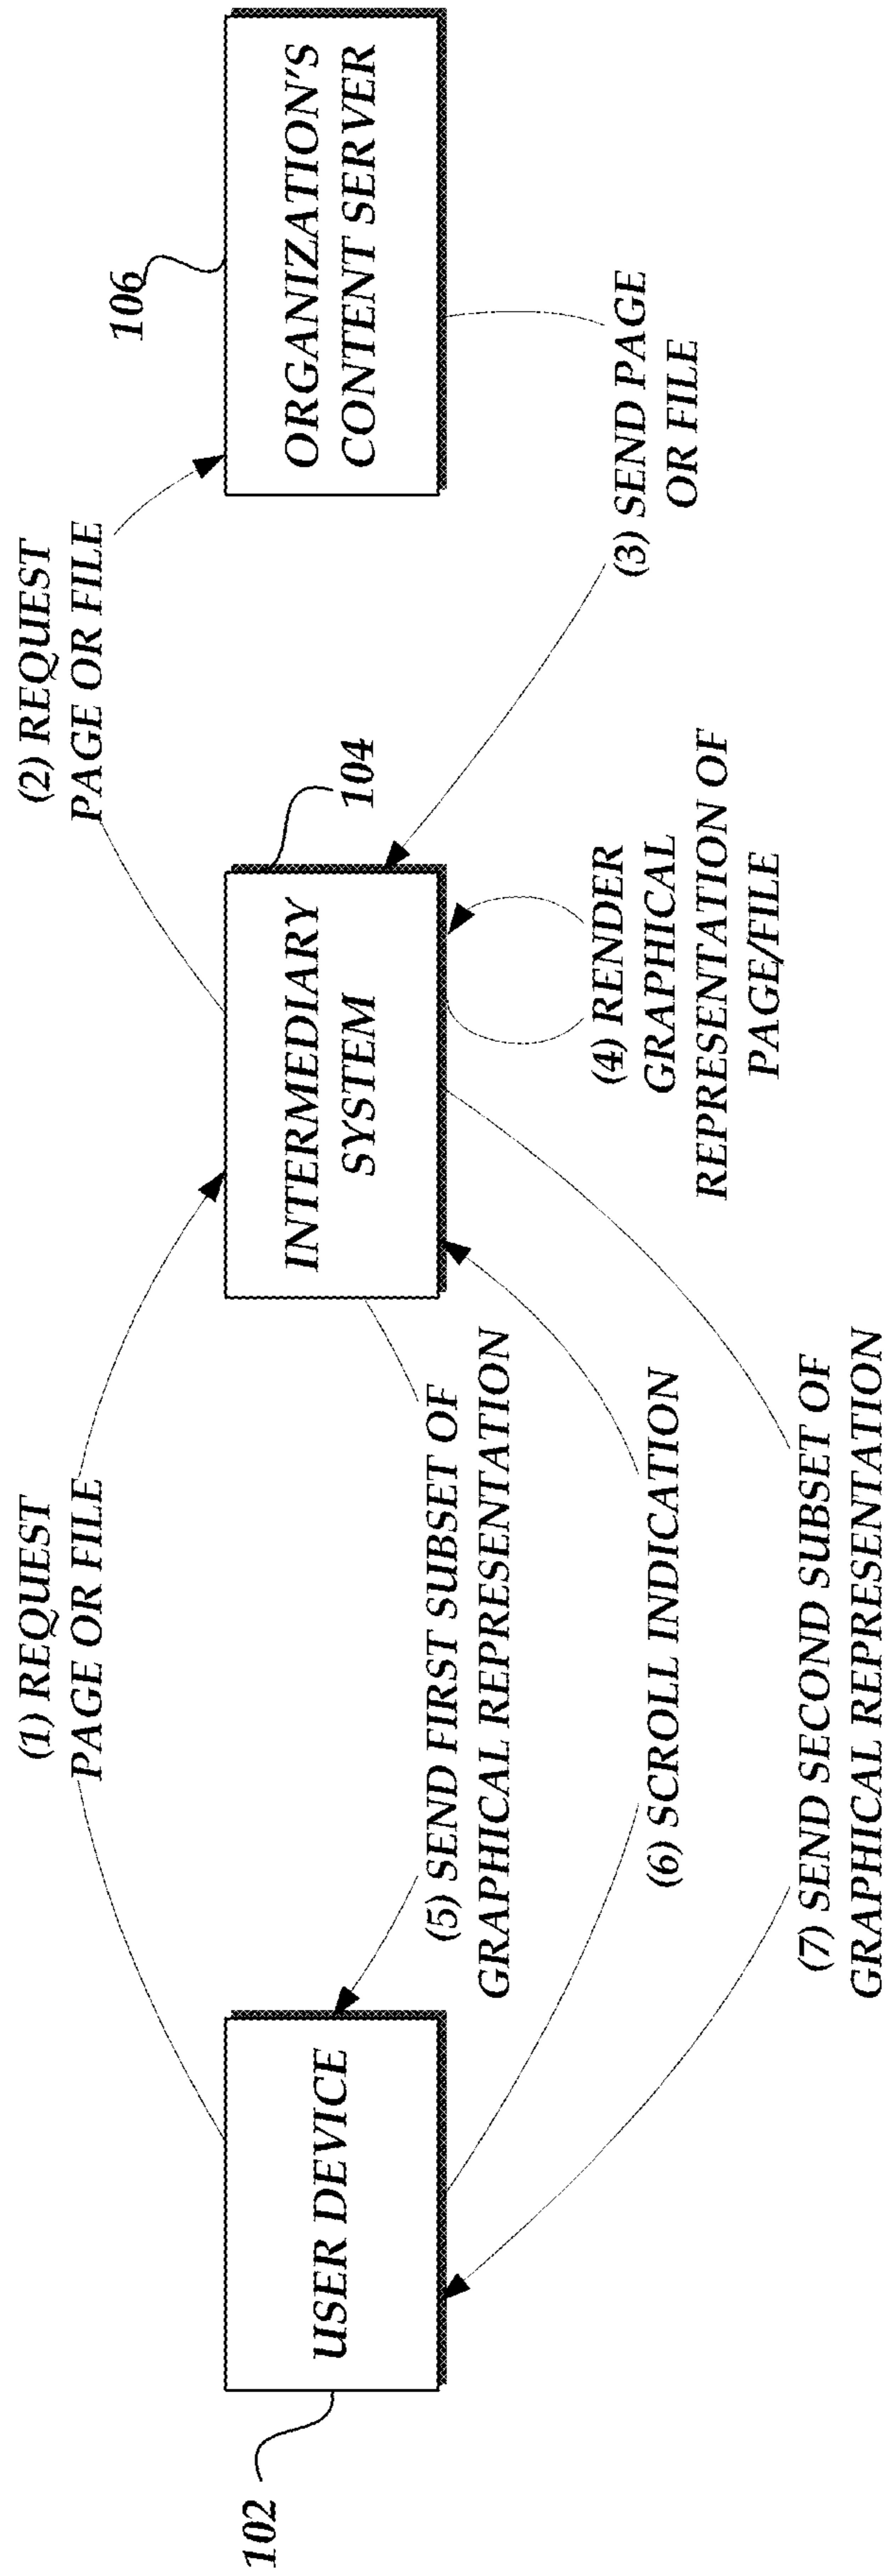 (1) REQUEST
PAGE OR FILE
(2) REQUEST
PAGE OR FILE
106
102
USER DEVICE
INTERMEDIARY
SYSTEM
104
ORGANIZATION'S
CONTENT SERVER
(3) SEND PAGE
OR FILE
(4) RENDER
GRAPHICAL
REPRESENTATION OF
PAGE/FILE
(5) SEND FIRST SUBSET OF
GRAPHICAL REPRESENTATION
(6) SCROLL INDICATION
(7) SEND SECOND SUBSET OF
GRAPHICAL REPRESENTATION